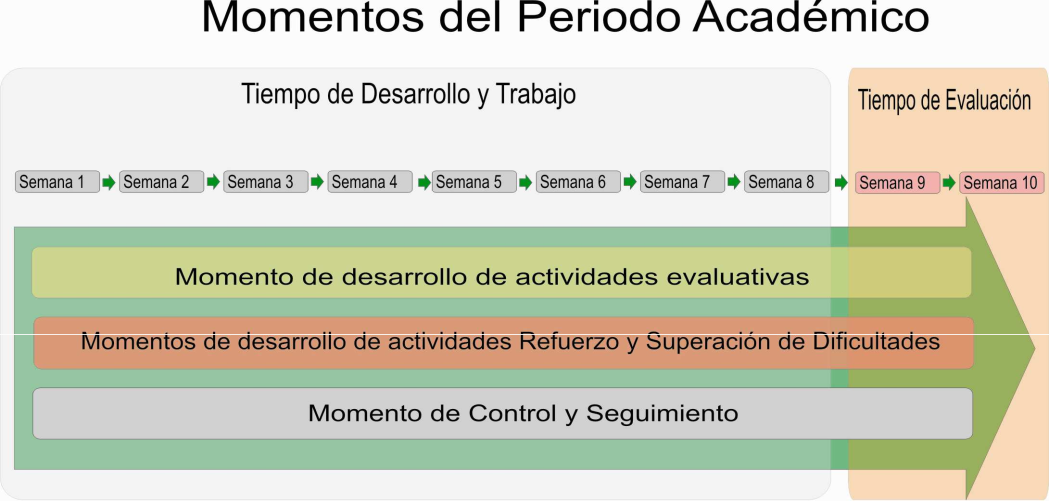 Momentos del Periodo Académico
Tiempo de Desarrollo y Trabajo
Tiempo de Evaluación
Semana 1
Semana 2
Semana 3
Semana 4
Semana 5
Semana 6
Semana 7
Semana 8
Semana 9
Semana 10
Momento de desarrollo de actividades evaluativas
Momentos de desarrollo de actividades Refuerzo y Superación de Dificultades
Momento de Control y Seguimiento